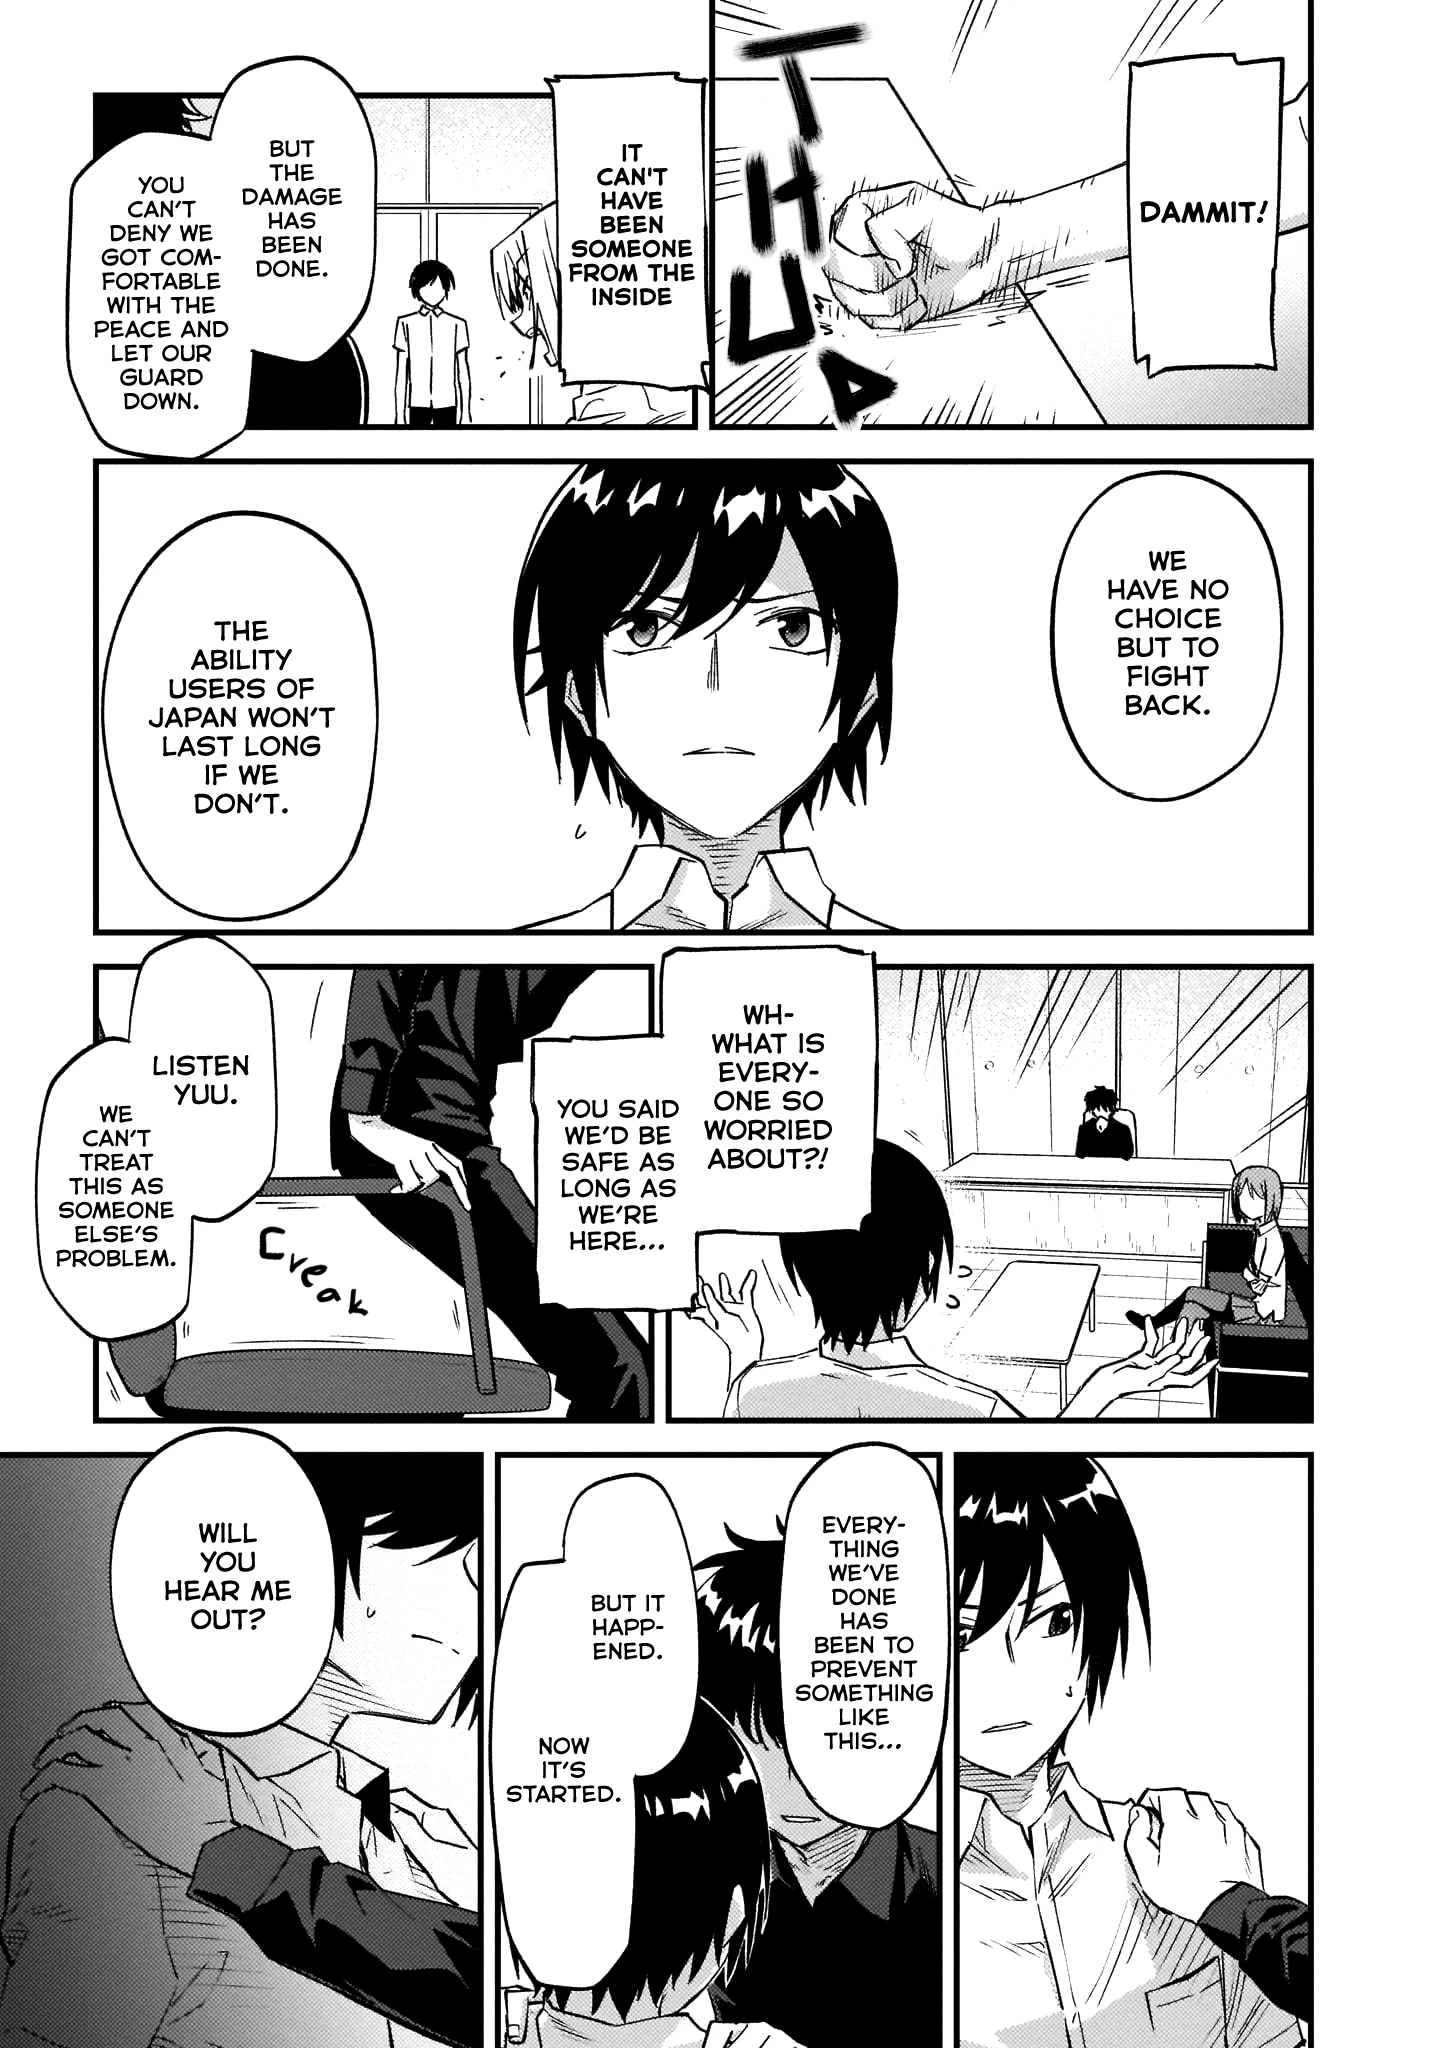 DAMMIT!
THUD
IT
CAN'T
HAVE
BEEN
SOMEONE
FROM THE
INSIDE
BUT
THE
DAMAGE
HAS
BEEN
DONE.
YOU
CAN'T
DENY WE
GOT COM-
FORTABLE
WITH THE
PEACE AND
LET OUR
GUARD
DOWN.
WE
HAVE NO
CHOICE
BUT TO
FIGHT
BACK.
THE
ABILITY
USERS OF
JAPAN WON'T
LAST LONG
IF WE
DON'T.
WH-
WHAT IS
EVERY-
ONE SO
WORRIED
ABOUT?!
YOU SAID
WE'D BE
SAFE AS
LONG AS
WE'RE
HERE...
LISTEN
YUU.
WE
CAN'T
TREAT
THIS AS
SOMEONE
ELSE'S
PROBLEM.
Creak
EVERY-
THING
WE'VE
DONE
HAS
BEEN TO
PREVENT
SOMETHING
LIKE
THIS...
BUT IT
HAPP-
ENED.
NOW
IT'S
STARTED.
WILL
YOU
HEAR ME
OUT?